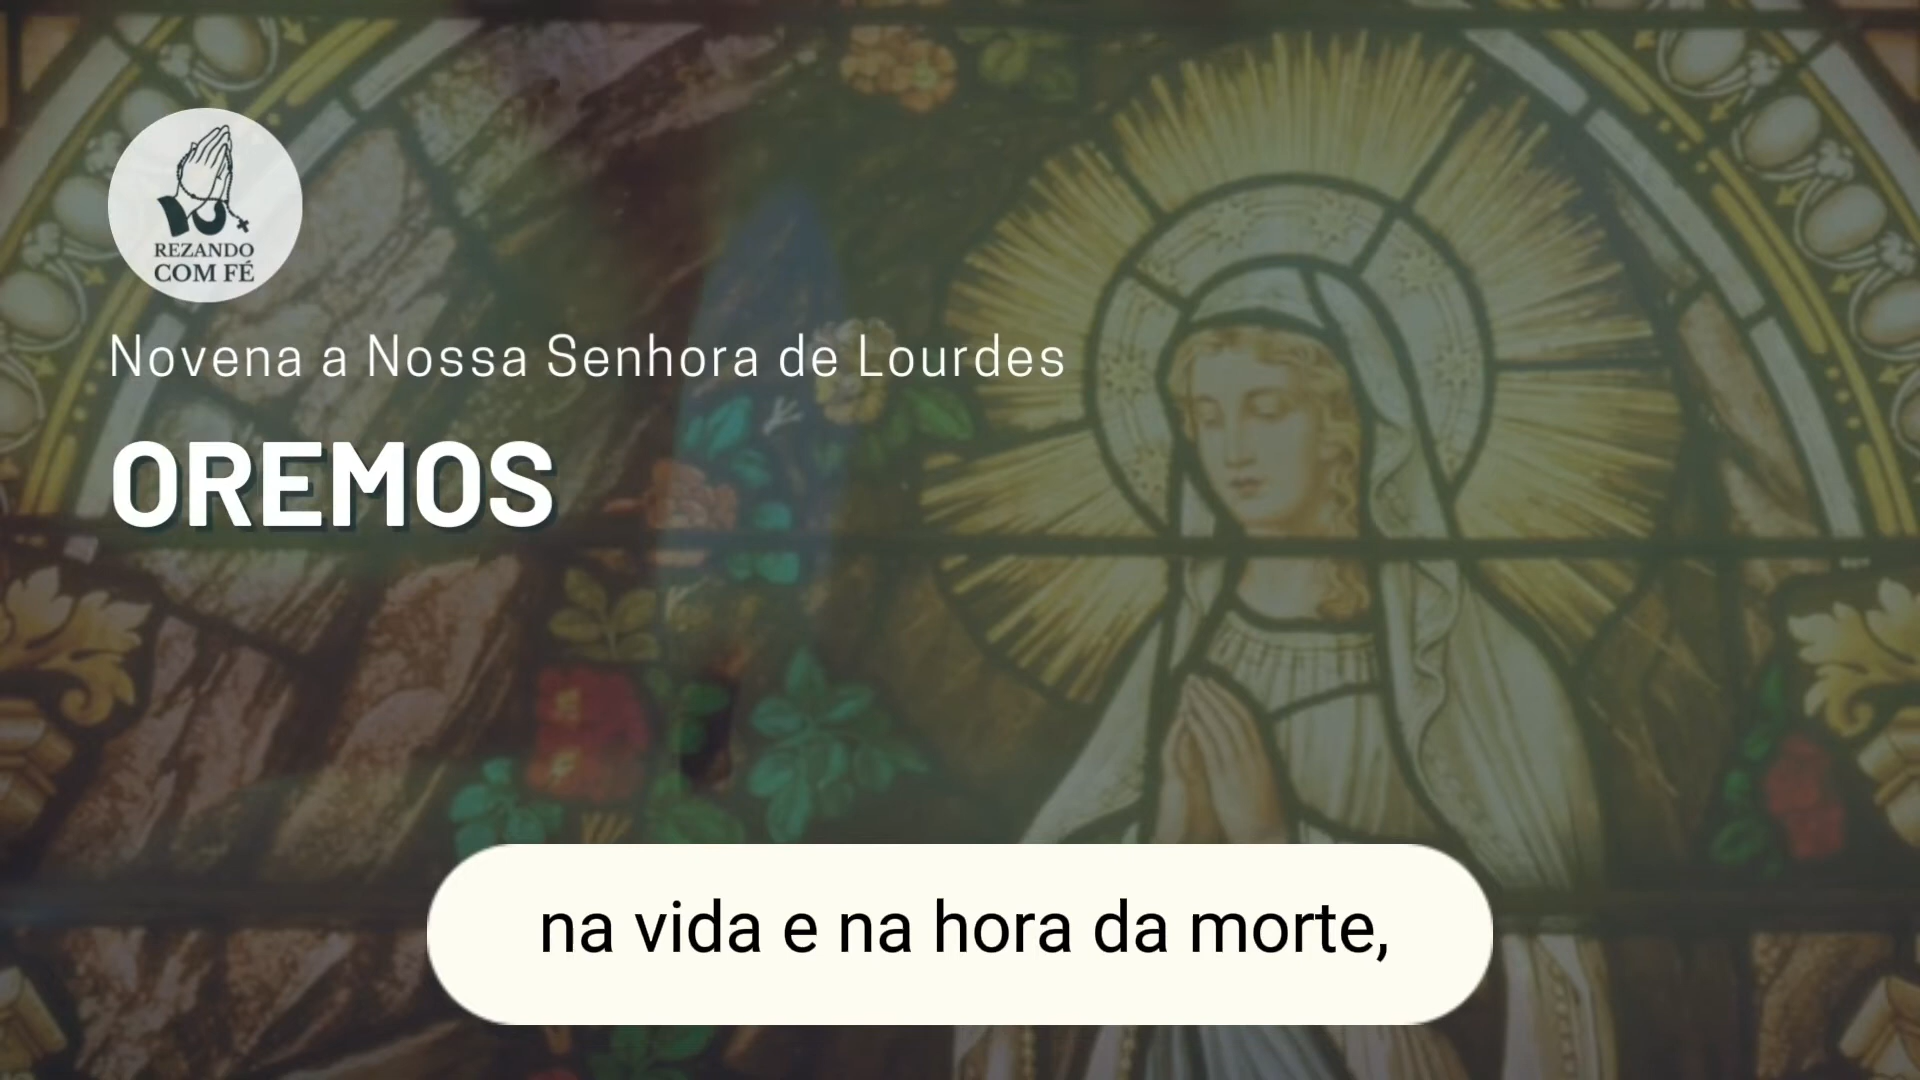 REZANDO
COM FÉ
Novena a Nossa Senhora de Lourdes
OREMOS
na vida e na hora da morte,